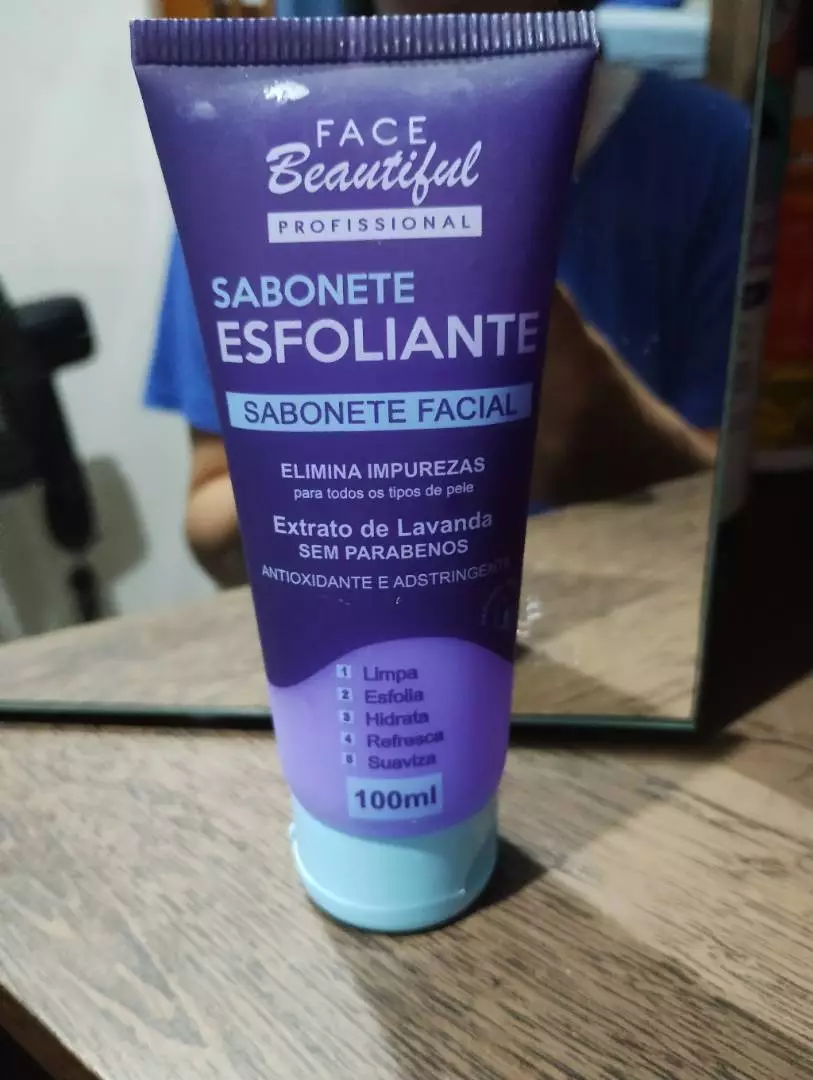 FACE
Beautiful
PROFISSIONAL
SABONETE
ESFOLIANTE
SABONETE FACIAL
ELIMINA IMPUREZAS
para todos os tipos de pele
Extrato de Lavanda
SEM PARABENOS
ANTIOXIDANTE E ADSTRINGENTE
1 Limpa
2 Esfolia
3 Hidrata
4 Refresca
5 Suaviza
100ml